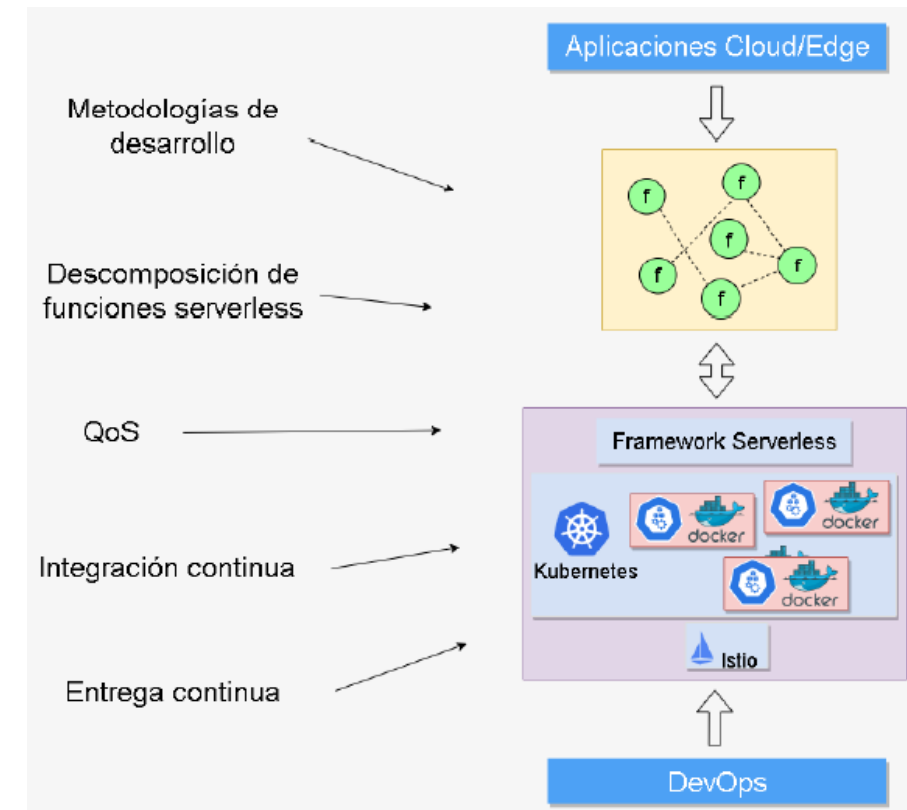 Aplicaciones Cloud/Edge
Metodologías de
desarrollo
f
f
f
f
f
f
Descomposición de
funciones serverless
QoS
Framework Serverless
docker
docker
Kubernetes
docker
Integración continua
Istio
Entrega continua
DevOps